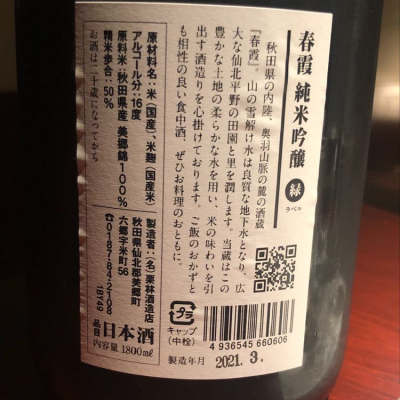 春霞 純米吟醸 緑ラベル
秋田県の内陸、奥羽山脈の麓の酒蔵
『春霞』。山の雪解け水は良質な地下水となり、広
大な仙北平野の田園と里を潤します。当蔵はこの
豊かな土地の柔らかな水を用い、米の味わいを引
出す酒造りを心掛けております。ご飯のおかずと
も相性の良い食中酒、ぜひお料理のおともに。
原材料名：米（国産）、米麹（国産米）
アルコール分：16度
原料米：秋田県産 美郷錦100%
精米歩合：50%
お酒は二十歳になってから
製造者：（名）栗林酒造店
秋田県仙北郡美郷町
六郷字米町56
☎0187-84-2108
18Y49
品目 日本酒
内容量 1800ml
プラ
キャップ
（中栓）
4 936545 660606
製造年月 2021. 3.